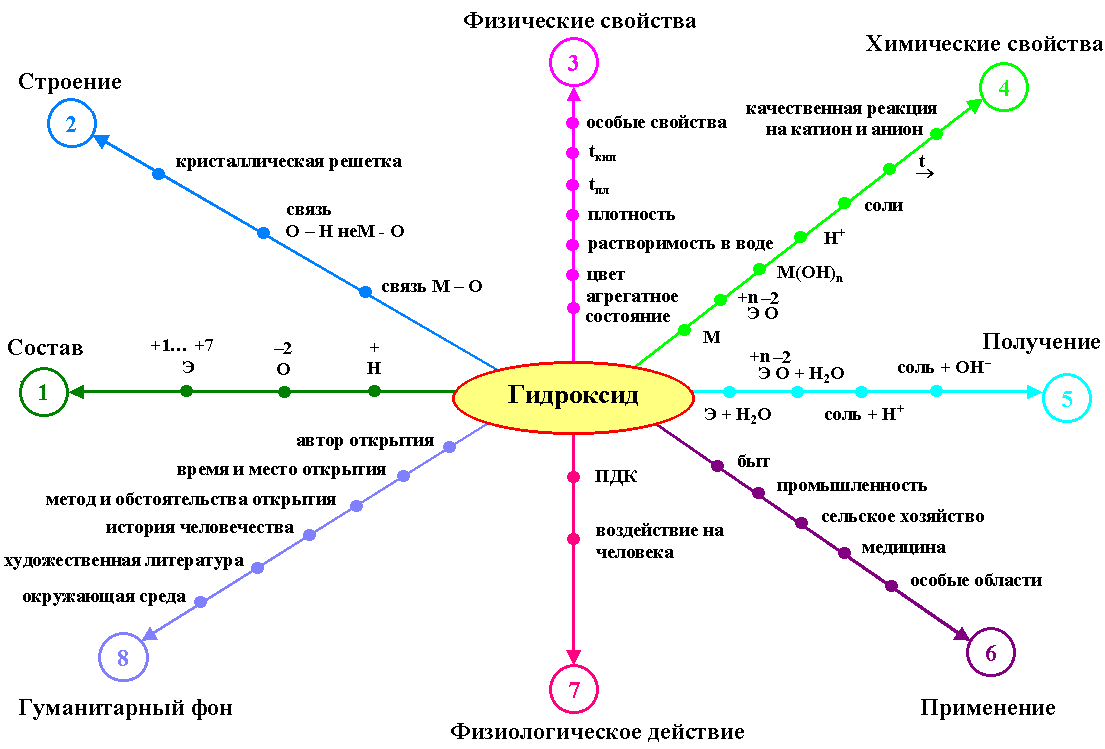 Физические свойства
3
Химические свойства
4
Строение
2
качественная реакция
на катион и анион
особые свойства
t кип
t
→
кристаллическая решетка
t пл
соли
связь
О – Н неМ - О
плотность
H⁺
растворимость в воде
M(OH)ₙ
цвет
связь М – О
агрегатное
состояние
+n –2
Э О
М
Состав
1
+1… +7
Э
–2
О
+
Н
Гидроксид
Получение
5
+n –2
Э О + H₂O
соль + OH⁻
Э + H₂O
соль + H⁺
автор открытия
время и место открытия
метод и обстоятельства открытия
история человечества
художественная литература
окружающая среда
8
Гуманитарный фон
ПДК
воздействие на
человека
7
Физиологическое действие
быт
промышленность
сельское хозяйство
медицина
особые области
6
Применение